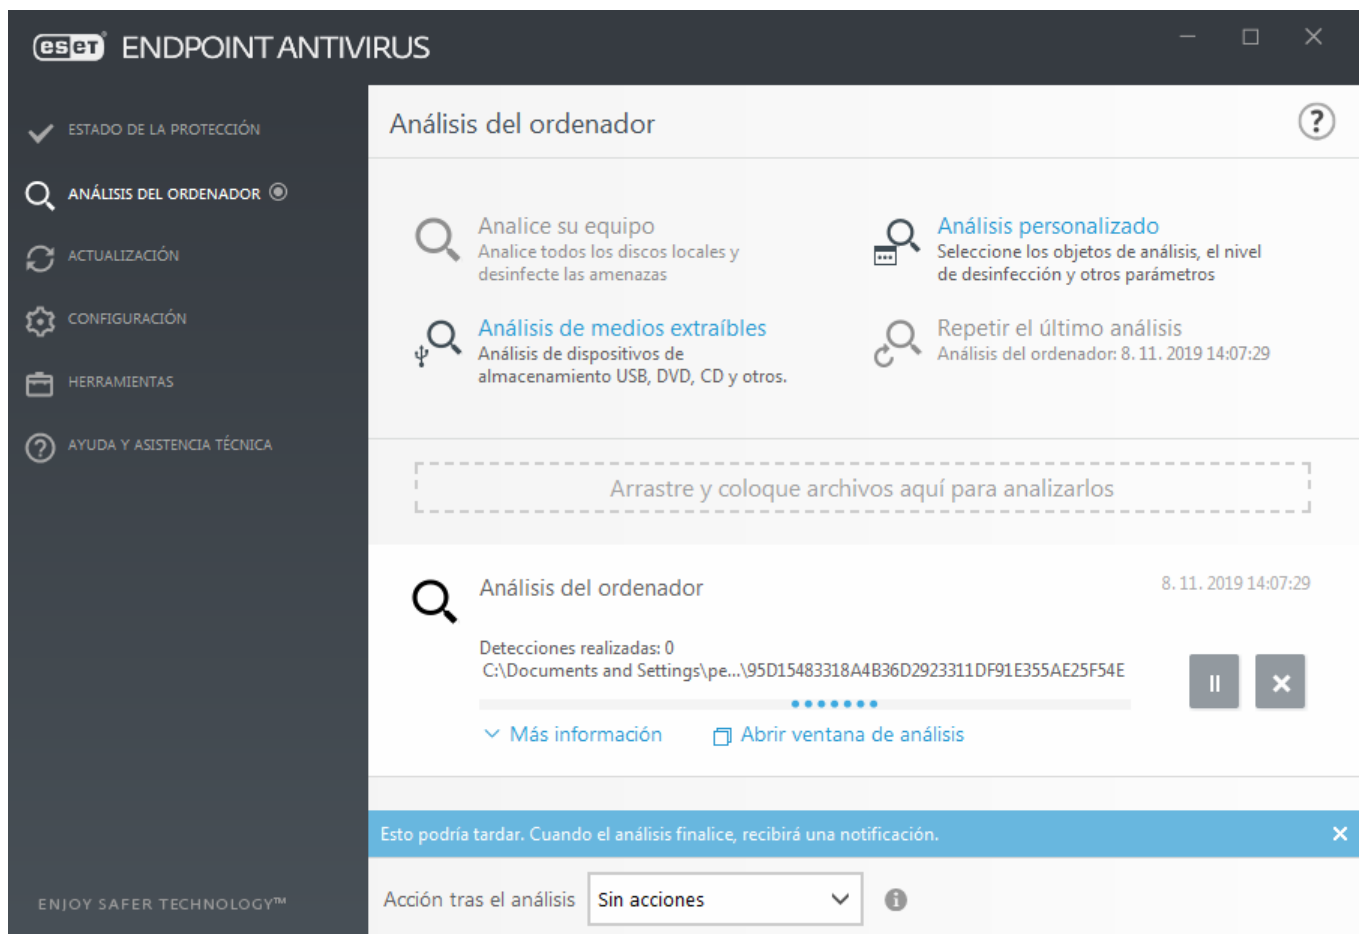 eset ENDPOINT ANTIVIRUS
ESTADO DE LA PROTECCIÓN
ANÁLISIS DEL ORDENADOR
ACTUALIZACIÓN
CONFIGURACIÓN
HERRAMIENTAS
AYUDA Y ASISTENCIA TÉCNICA
ENJOY SAFER TECHNOLOGY™
Análisis del ordenador
?
Analice su equipo
Analice todos los discos locales y
desinfecte las amenazas
Análisis personalizado
Seleccione los objetos de análisis, el nivel
de desinfección y otros parámetros
Análisis de medios extraíbles
Análisis de dispositivos de
almacenamiento USB, DVD, CD y otros.
Repetir el último análisis
Análisis del ordenador: 8. 11. 2019 14:07:29
Arrastre y coloque archivos aquí para analizarlos
Análisis del ordenador
8. 11. 2019 14:07:29
Detecciones realizadas: 0
C:\Documents and Settings\pe...\95D15483318A4B36D2923311DF91E355AE25F54E
Más información
Abrir ventana de análisis
Esto podría tardar. Cuando el análisis finalice, recibirá una notificación.
Acción tras el análisis
Sin acciones